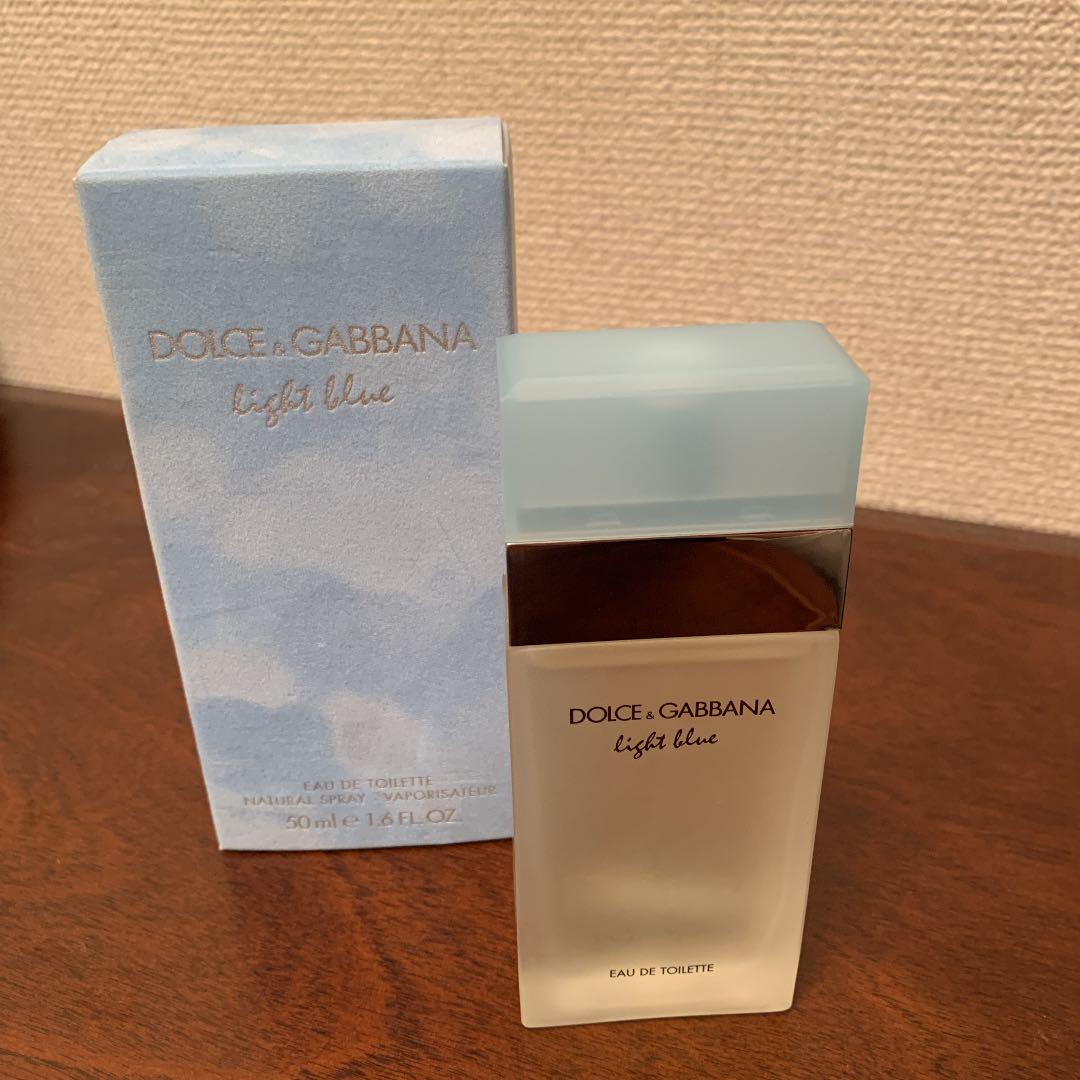 DOLCE & GABBANA
light blue
EAU DE TOILETTE
NATURAL SPRAY - VAPORISATEUR
50 ml e 1.6 FL. OZ.
DOLCE & GABBANA
light blue
EAU DE TOILETTE